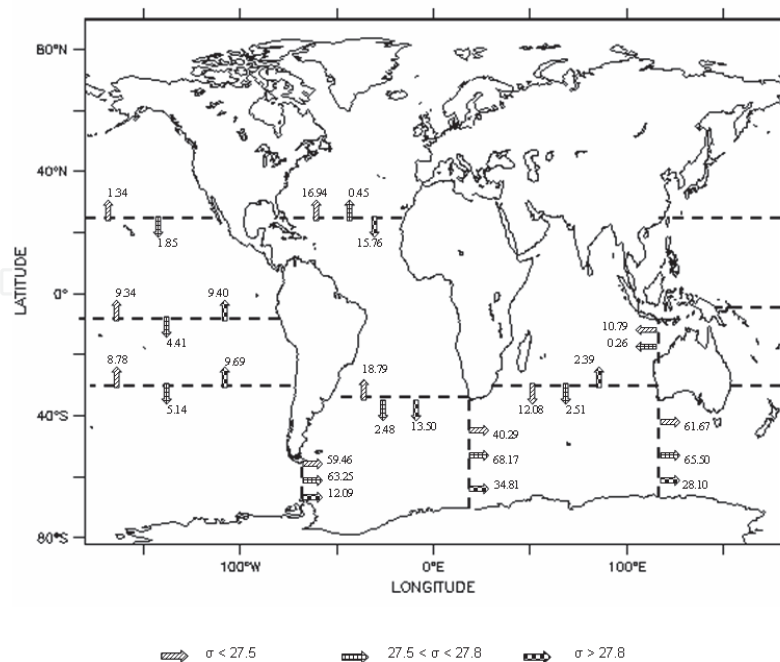 80°N
40°N
0°
40°S
80°S
LATITUDE
1.34
1.85
16.94
0.45
15.76
9.34
4.41
9.40
8.78
5.14
9.69
18.79
2.48
13.50
10.79
0.26
12.08
2.51
2.39
40.29
68.17
34.81
61.67
65.50
28.10
59.46
63.25
12.09
100°W
0°E
100°E
LONGITUDE
σ < 27.5
27.5 < σ < 27.8
σ > 27.8